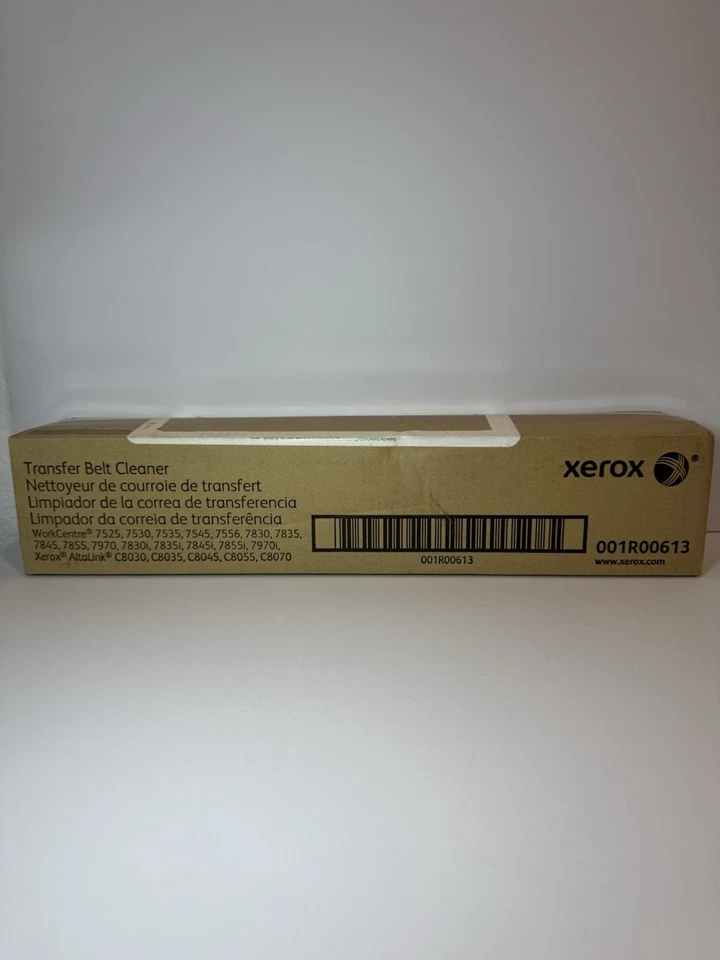 Transfer Belt Cleaner
Nettoyeur de courroie de transfert
Limpiador de la correa de transferencia
Limpador da correia de transferência
WorkCentre® 7525, 7530, 7535, 7545, 7556, 7830, 7835,
7845, 7855, 7970, 7830i, 7835i, 7845i, 7855i, 7970i,
Xerox® AltaLink® C8030, C8035, C8045, C8055, C8070
001R00613
xerox ®
001R00613
www.xerox.com